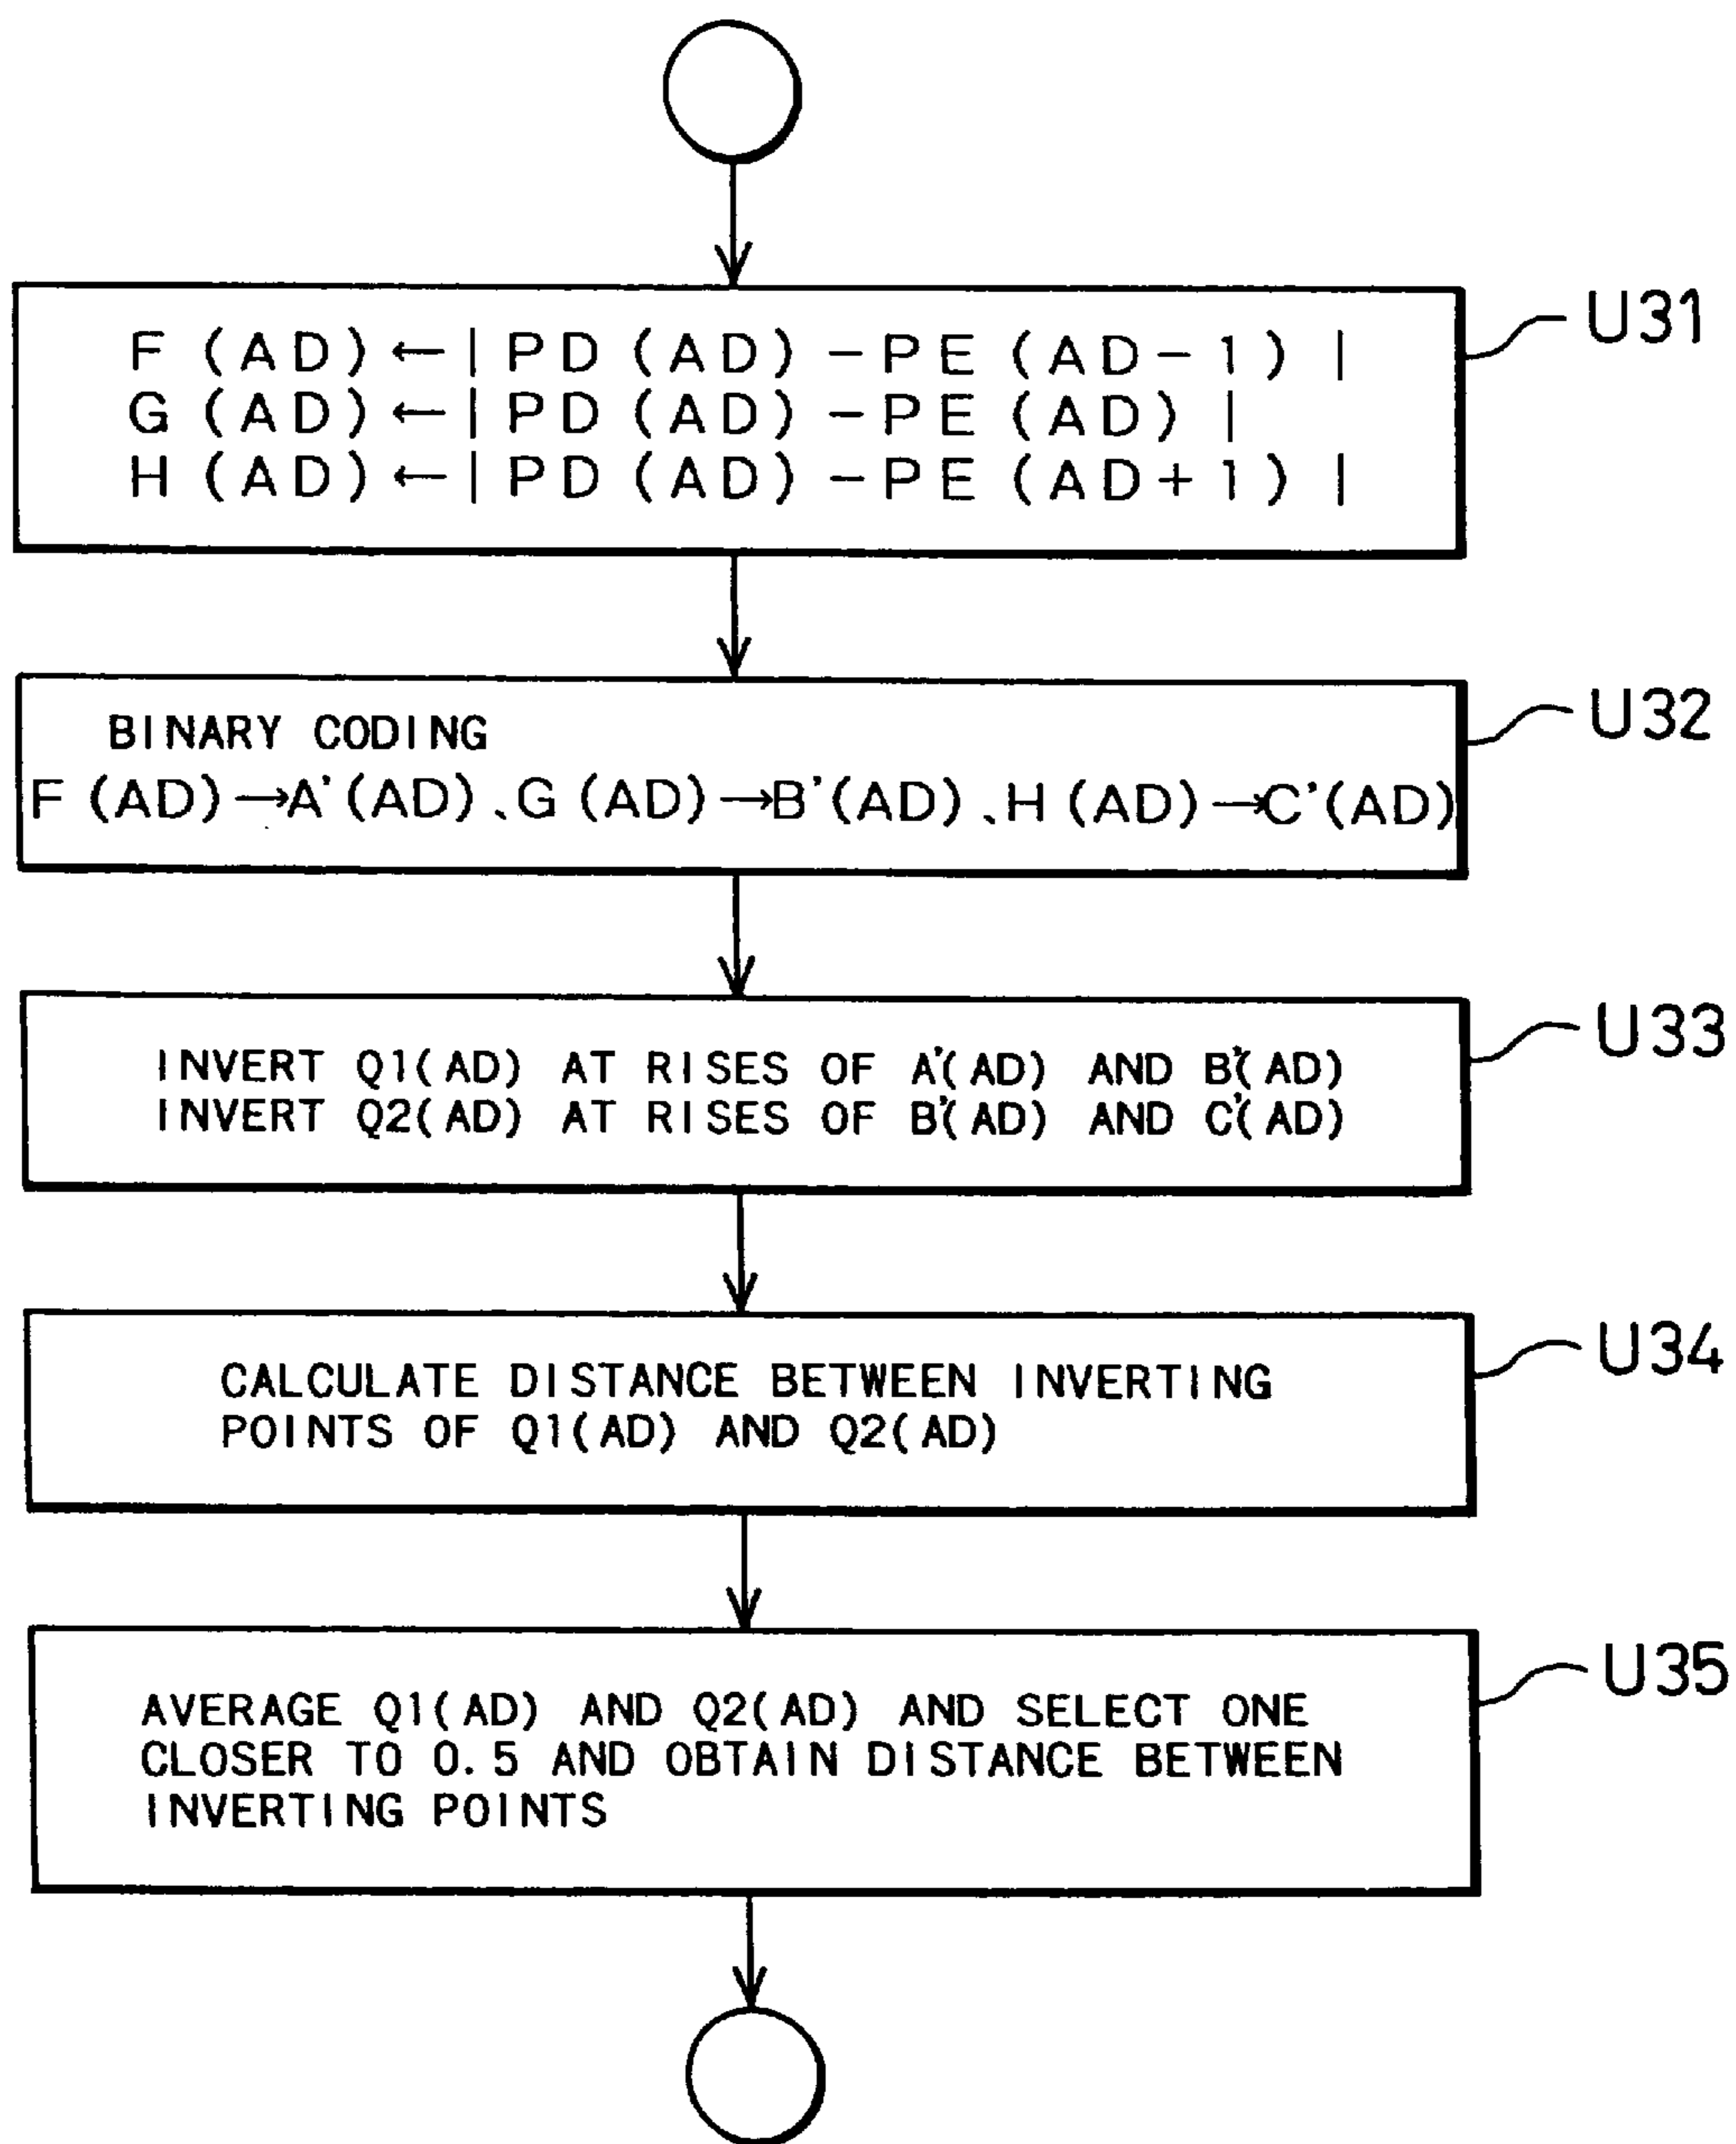 F (AD) ← | PD (AD) - PE (AD-1) |
G (AD) ← | PD (AD) - PE (AD) |
H (AD) ← | PD (AD) - PE (AD+1) |
U31
BINARY CODING
F (AD) → A'(AD) 、G (AD) → B'(AD) 、H (AD) → C'(AD)
U32
INVERT Q1(AD) AT RISES OF A'(AD) AND B'(AD)
INVERT Q2(AD) AT RISES OF B'(AD) AND C'(AD)
U33
CALCULATE DISTANCE BETWEEN INVERTING
POINTS OF Q1(AD) AND Q2(AD)
U34
AVERAGE Q1(AD) AND Q2(AD) AND SELECT ONE
CLOSER TO 0.5 AND OBTAIN DISTANCE BETWEEN
INVERTING POINTS
U35